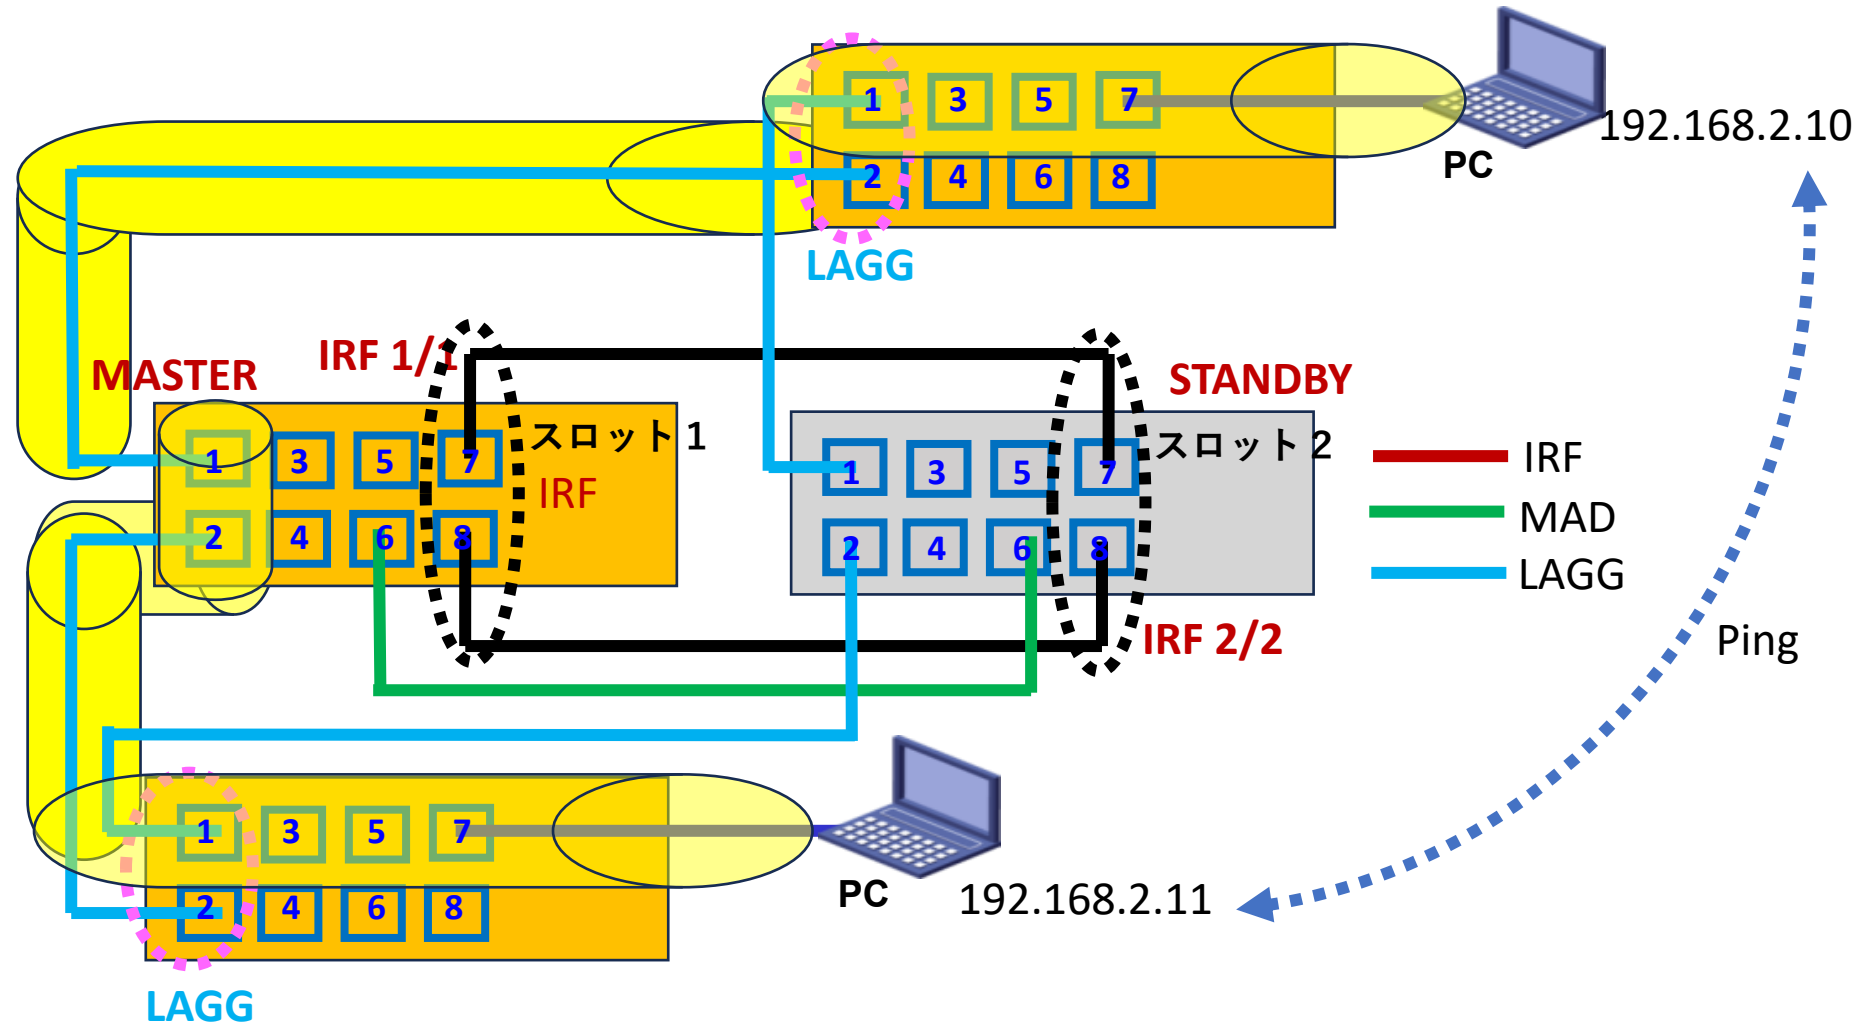 1 3 5 7
2 4 6 8
192.168.2.10
PC
LAGG
MASTER
IRF 1/1
STANDBY
スロット1
IRF
1 3 5 7
2 4 6 8
スロット2
1 3 5 7
2 4 6 8
IRF
MAD
LAGG
IRF 2/2
Ping
1 3 5 7
2 4 6 8
PC
192.168.2.11
LAGG